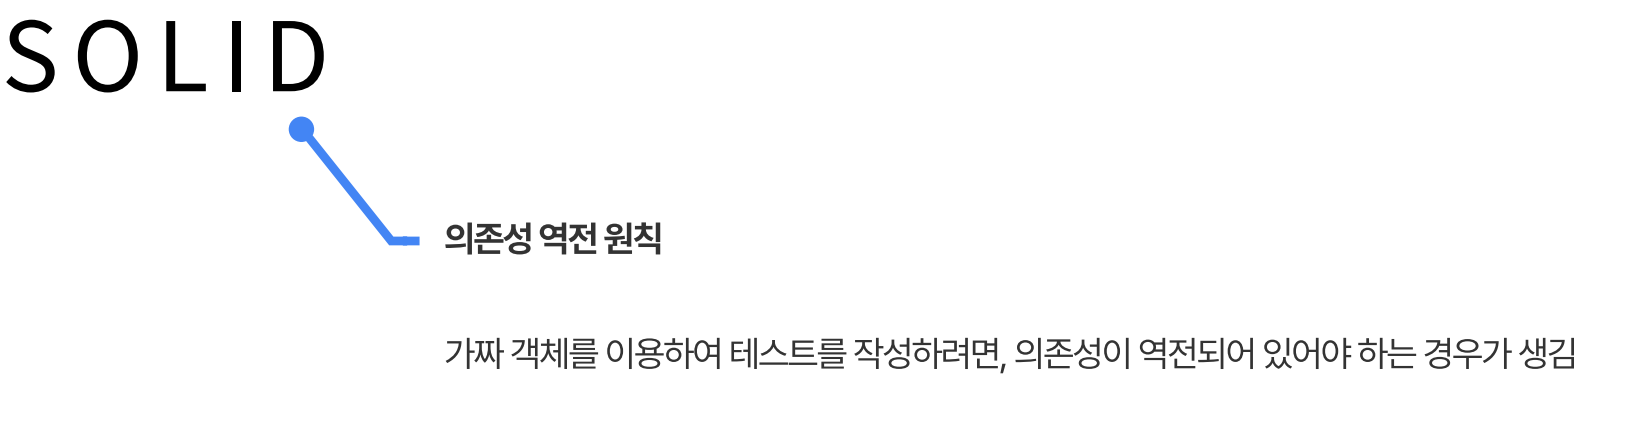 SOLID
의존성 역전 원칙
가짜 객체를 이용하여 테스트를 작성하려면, 의존성이 역전되어 있어야 하는 경우가 생김